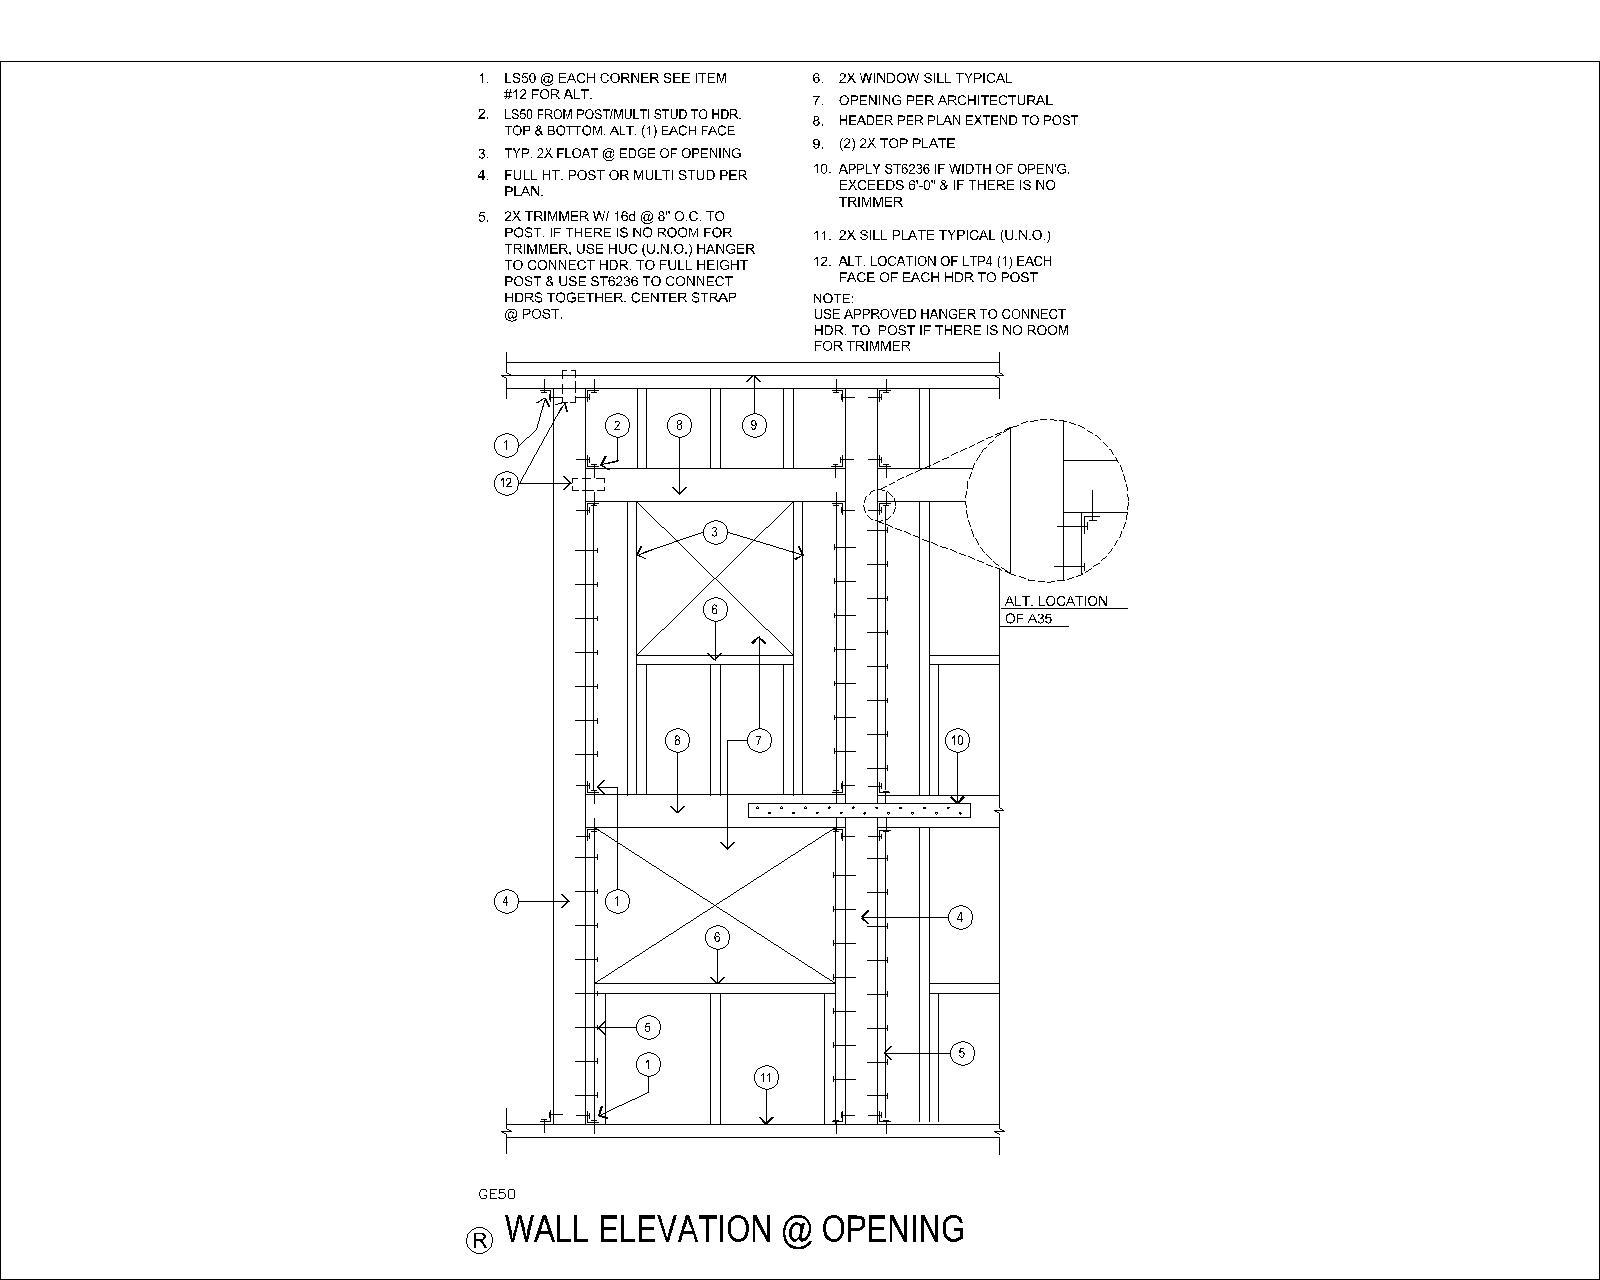 1. LS50 @ EACH CORNER SEE ITEM
#12 FOR ALT.
2. LS50 FROM POST/MULTI STUD TO HDR.
TOP & BOTTOM. ALT. (1) EACH FACE
3. TYP. 2X FLOAT @ EDGE OF OPENING
4. FULL HT. POST OR MULTI STUD PER
PLAN.
5. 2X TRIMMER W/ 16d @ 8" O.C. TO
POST. IF THERE IS NO ROOM FOR
TRIMMER, USE HUC (U.N.O.) HANGER
TO CONNECT HDR. TO FULL HEIGHT
POST & USE ST6236 TO CONNECT
HDRS TOGETHER. CENTER STRAP
@ POST.
6. 2X WINDOW SILL TYPICAL
7. OPENING PER ARCHITECTURAL
8. HEADER PER PLAN EXTEND TO POST
9. (2) 2X TOP PLATE
10. APPLY ST6236 IF WIDTH OF OPEN'G.
EXCEEDS 6'-0" & IF THERE IS NO
TRIMMER
11. 2X SILL PLATE TYPICAL (U.N.O.)
12. ALT. LOCATION OF LTP4 (1) EACH
FACE OF EACH HDR TO POST
NOTE:
USE APPROVED HANGER TO CONNECT
HDR. TO POST IF THERE IS NO ROOM
FOR TRIMMER
2
8
9
1
12
3
6
ALT. LOCATION
OF A35
8
7
10
4
1
4
6
5
1
11
5
GE50
R WALL ELEVATION @ OPENING